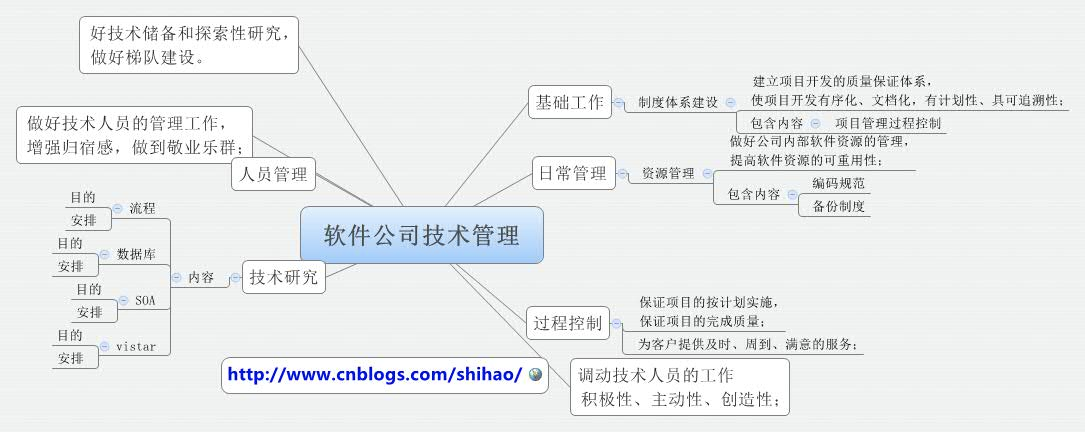 好技术储备和探索性研究，
做好梯队建设。
做好技术人员的管理工作，
增强归宿感，做到敬业乐群；
人员管理
软件公司技术管理
技术研究
内容
流程
目的
安排
数据库
目的
安排
SOA
目的
安排
vistar
目的
安排
http://www.cnblogs.com/shihao/
基础工作
制度体系建设
建立项目开发的质量保证体系，
使项目开发有序化、文档化，有计划性、具可追溯性；
包含内容
项目管理过程控制
日常管理
资源管理
做好公司内部软件资源的管理，
提高软件资源的可重用性；
包含内容
编码规范
备份制度
过程控制
保证项目的按计划实施，
保证项目的完成质量；
为客户提供及时、周到、满意的服务；
调动技术人员的工作
积极性、主动性、创造性；